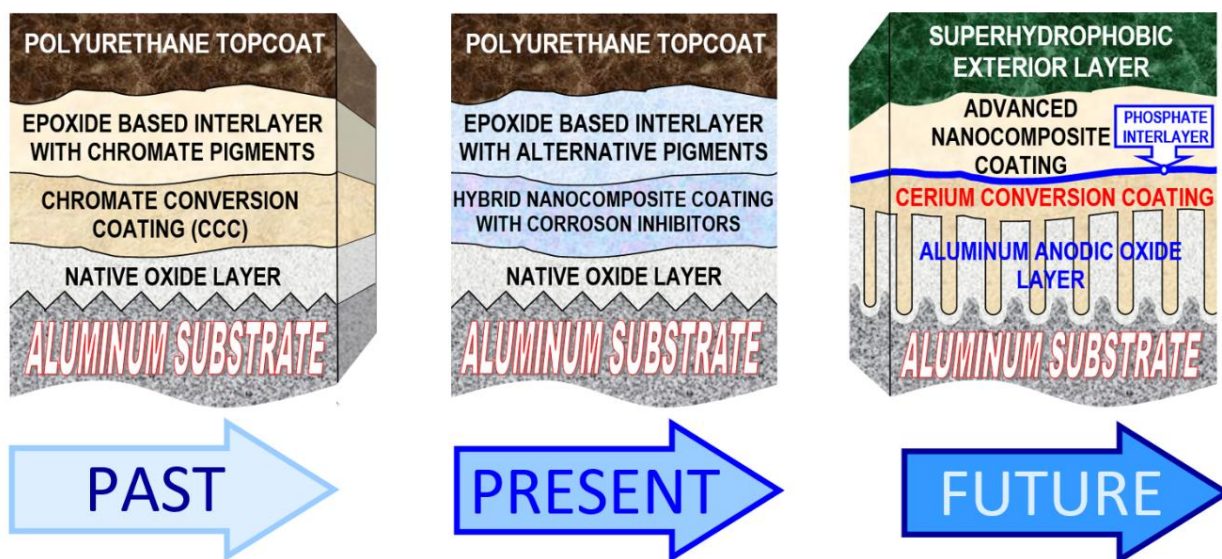 POLYURETHANE TOPCOAT
EPOXIDE BASED INTERLAYER
WITH CHROMATE PIGMENTS
CHROMATE CONVERSION
COATING (CCC)
NATIVE OXIDE LAYER
ALUMINUM SUBSTRATE
PAST
POLYURETHANE TOPCOAT
EPOXIDE BASED INTERLAYER
WITH ALTERNATIVE PIGMENTS
HYBRID NANOCOMPOSITE COATING
WITH CORROSON INHIBITORS
NATIVE OXIDE LAYER
ALUMINUM SUBSTRATE
PRESENT
SUPERHYDROPHOBIC
EXTERIOR LAYER
ADVANCED
NANOCOMPOSITE
COATING
PHOSPHATE
INTERLAYER
CERIUM CONVERSION COATING
ALUMINUM ANODIC OXIDE
LAYER
ALUMINUM SUBSTRATE
FUTURE